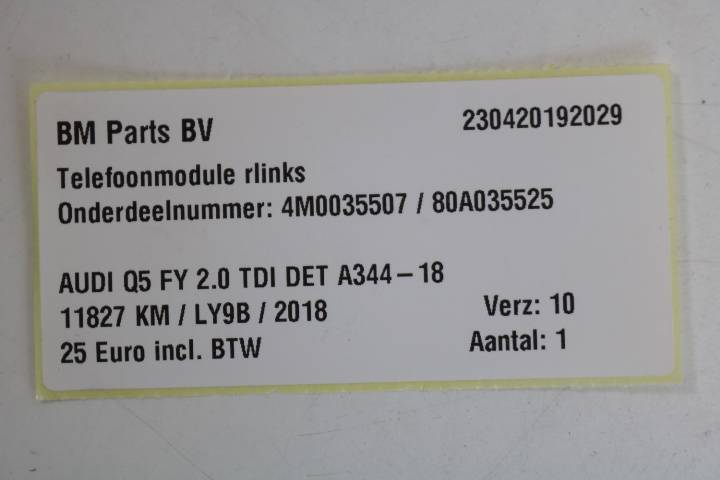 BM Parts BV 230420192029
Telefoonmodule rlinks
Onderdeelnummer: 4M0035507 / 80A035525
AUDI Q5 FY 2.0 TDI DET A344-18
11827 KM / LY9B / 2018 Verz: 10
25 Euro incl. BTW Aantal: 1